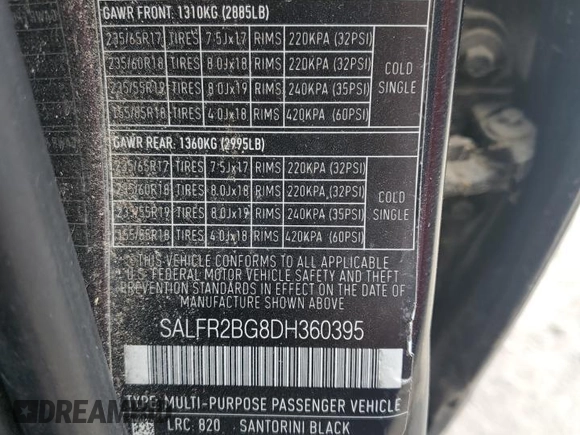 GAWR FRONT. 1310KG (2885LB)
235/65R17 TIRES 7.5Jx17 RIMS 220KPA (32PSI)
235/60R18 TIRES 8.0Jx18 RIMS 220KPA (32PSI)
235/55R19 TIRES 8.0Jx19 RIMS 240KPA (35PSI)
155/85R18 TIRES 4.0Jx18 RIMS 420KPA (60PSI)
COLD
SINGLE
GAWR REAR. 1360KG (2995LB)
235/65R17 TIRES 7.5Jx17 RIMS 220KPA (32PSI)
235/60R18 TIRES 8.0Jx18 RIMS 220KPA (32PSI)
235/55R19 TIRES 8.0Jx19 RIMS 240KPA (35PSI)
155/85R18 TIRES 4.0Jx18 RIMS 420KPA (60PSI)
COLD
SINGLE
THIS VEHICLE CONFORMS TO ALL APPLICABLE
U.S. FEDERAL MOTOR VEHICLE SAFETY AND THEFT
PREVENTION STANDARDS IN EFFECT ON THE DATE
OF MANUFACTURE SHOWN ABOVE
SALFR2BG8DH360395
TYPE: MULTI-PURPOSE PASSENGER VEHICLE
LRC. 820 SANTORINI BLACK